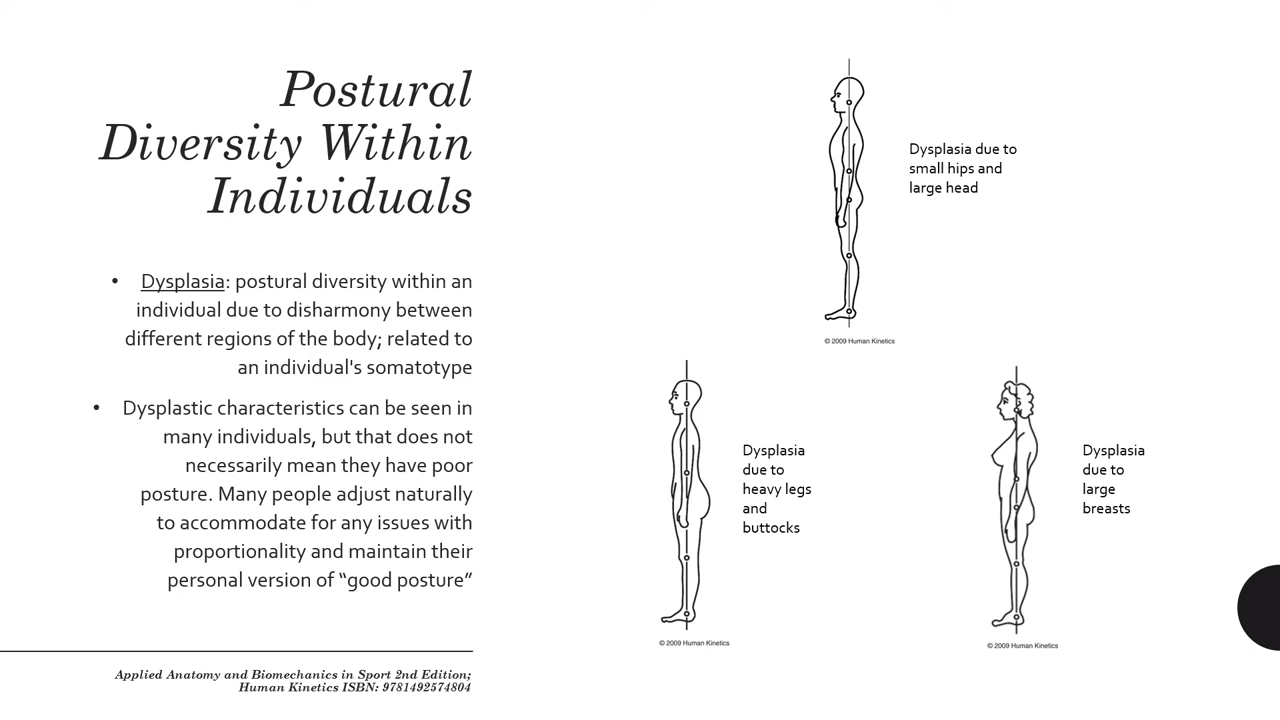 Postural
Diversity Within
Individuals
• Dysplasia: postural diversity within an
individual due to disharmony between
different regions of the body; related to
an individual's somatotype
• Dysplastic characteristics can be seen in
many individuals, but that does not
necessarily mean they have poor
posture. Many people adjust naturally
to accommodate for any issues with
proportionality and maintain their
personal version of “good posture”
Applied Anatomy and Biomechanics in Sport 2nd Edition;
Human Kinetics ISBN: 9781492574804
Dysplasia due to
small hips and
large head
© 2009 Human Kinetics
Dysplasia
due to
heavy legs
and
buttocks
© 2009 Human Kinetics
Dysplasia
due to
large
breasts
© 2009 Human Kinetics